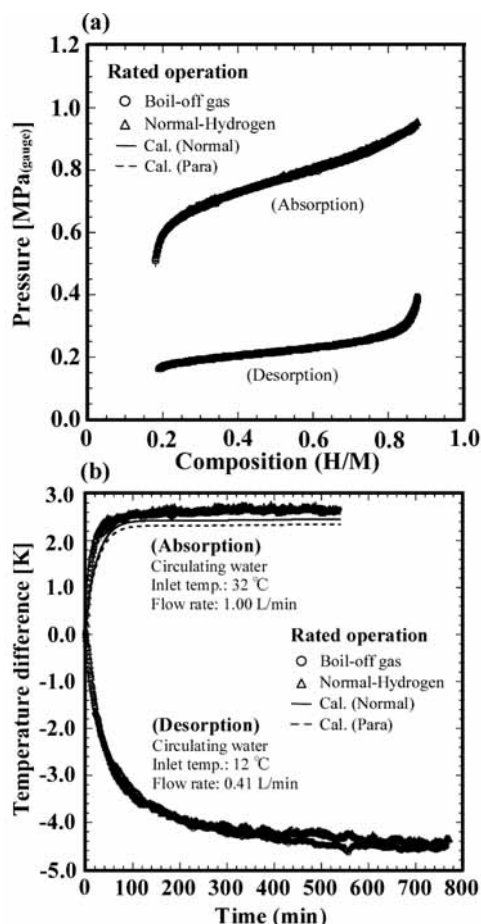 (a)
1.2
1.0
0.8
0.6
0.4
0.2
0.0
Pressure [MPa(gauge)]
Rated operation
Boil-off gas
Normal-Hydrogen
Cal. (Normal)
Cal. (Para)
(Absorption)
(Desorption)
0 0.2 0.4 0.6 0.8 1.0
Composition (H/M)
(b)
3.0
2.0
1.0
0.0
-1.0
-2.0
-3.0
-4.0
-5.0
Temperature difference [K]
(Absorption)
Circulating water
Inlet temp.: 32 ℃
Flow rate: 1.00 L/min
Rated operation
Boil-off gas
Normal-Hydrogen
Cal. (Normal)
Cal. (Para)
(Desorption)
Circulating water
Inlet temp.: 12 ℃
Flow rate: 0.41 L/min
0 100 200 300 400 500 600 700 800
Time (min)